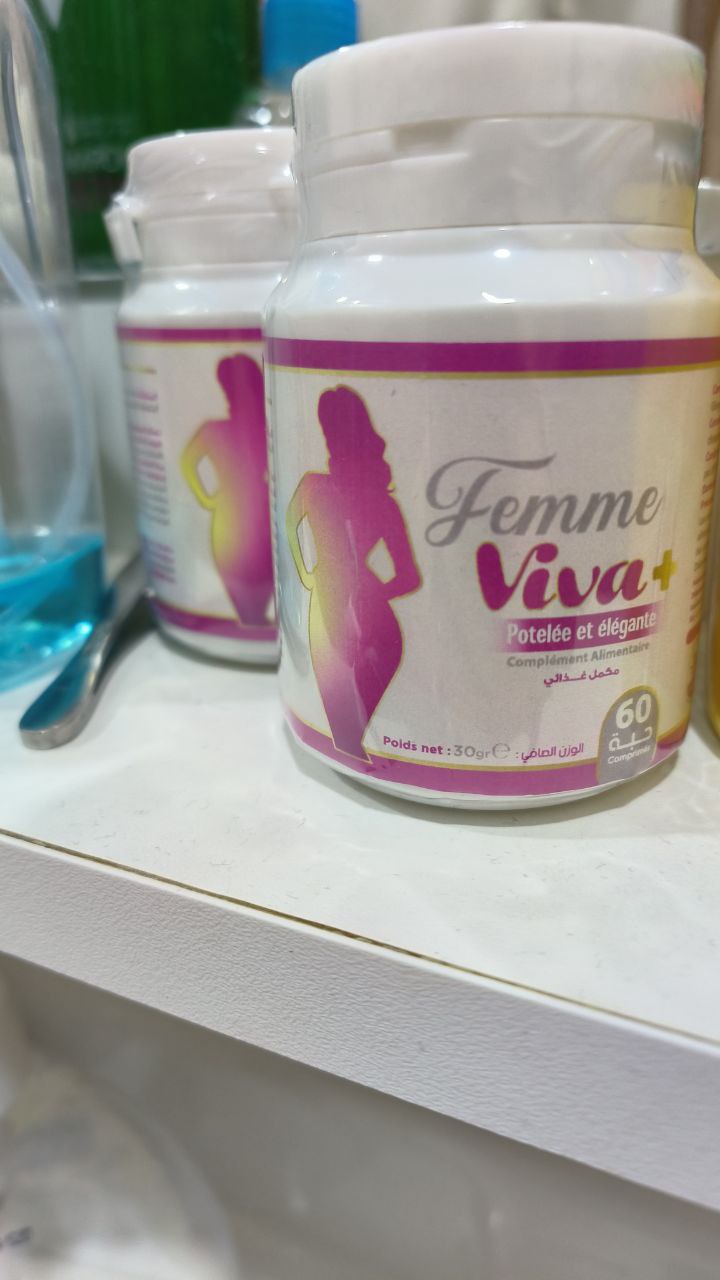 Femme
Viva+
Potelée et élégante
Complément Alimentaire
مكمل غذائي
60
حبة
Comprimés
Poids net : 30gr e الوزن الصافي :